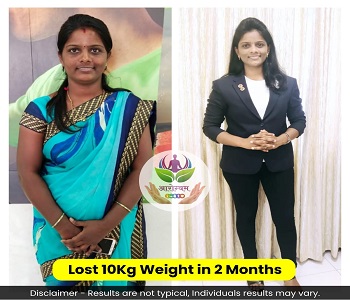 आरोग्यम्
Lost 10Kg Weight in 2 Months
Disclaimer - Results are not typical, Individuals results may vary.